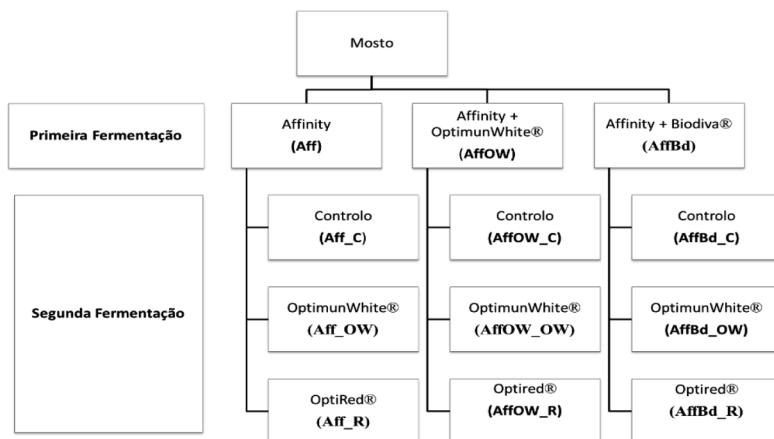 Mosto
Primeira Fermentação
Affinity
(Aff)
Affinity +
OptimunWhite®
(AffOW)
Affinity + Biodiva®
(AffBd)
Segunda Fermentação
Controlo
(Aff_C)
Controlo
(AffOW_C)
Controlo
(AffBd_C)
OptimunWhite®
(Aff_OW)
OptimunWhite®
(AffOW_OW)
OptimunWhite®
(AffBd_OW)
OptiRed®
(Aff_R)
Optired®
(AffOW_R)
Optired®
(AffBd_R)